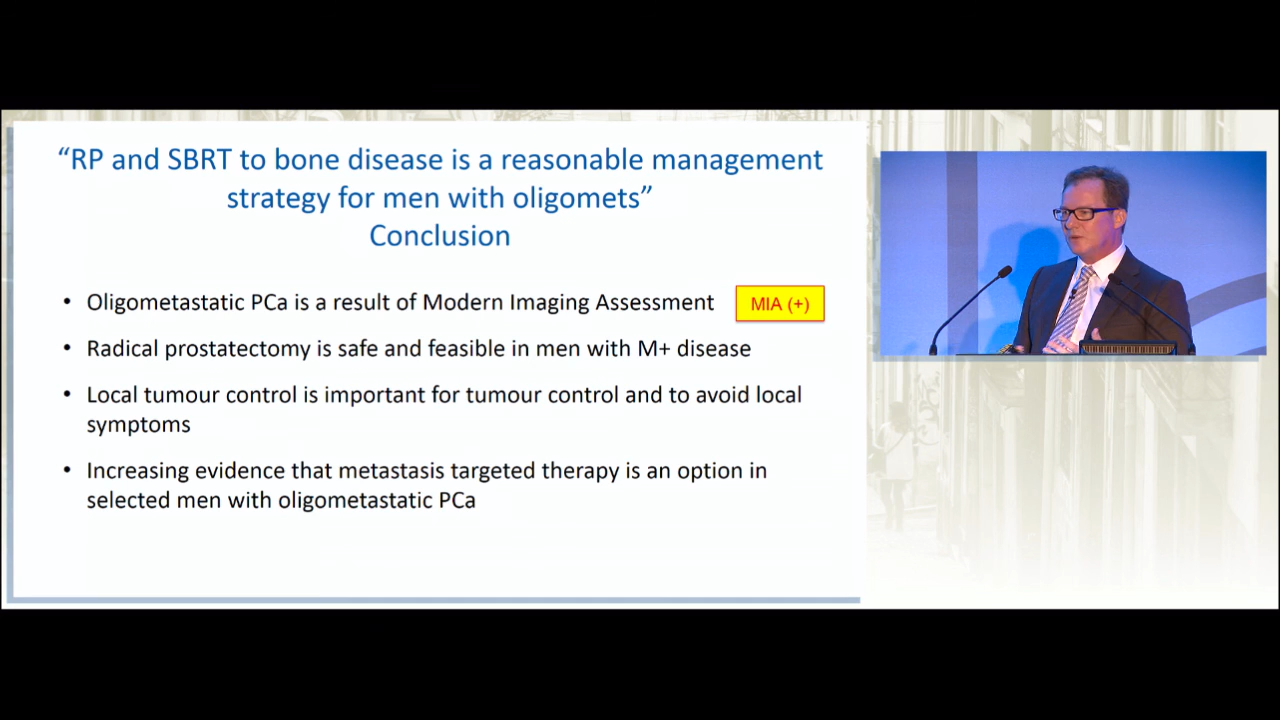 “RP and SBRT to bone disease is a reasonable management
strategy for men with oligomets”
Conclusion
• Oligometastatic PCa is a result of Modern Imaging Assessment MIA (+)
• Radical prostatectomy is safe and feasible in men with M+ disease
• Local tumour control is important for tumour control and to avoid local
symptoms
• Increasing evidence that metastasis targeted therapy is an option in
selected men with oligometastatic PCa